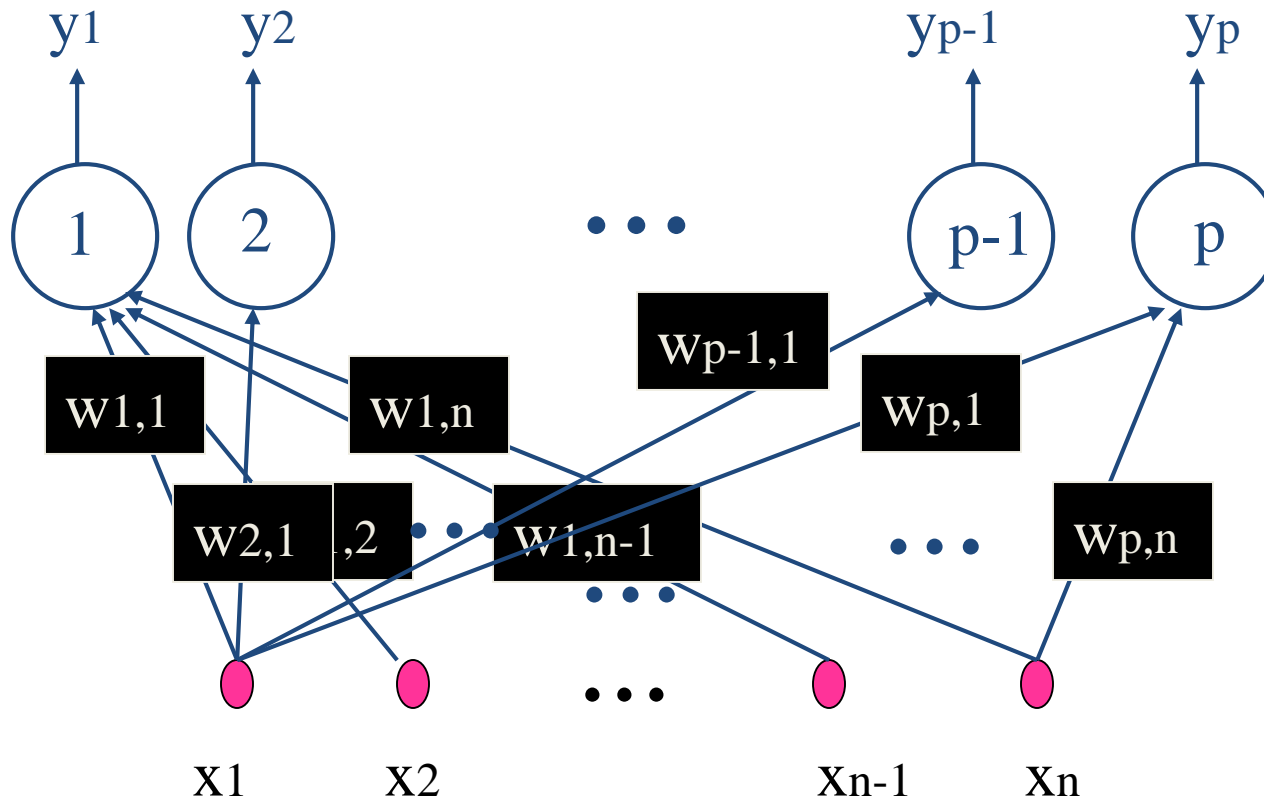 y1 y2 yp-1 yp
1 2 ... p-1 p
wp-1,1
w1,1 w1,n wp,1
w2,1 ,2 ... w1,n-1 ... wp,n
...
...
x1 x2 xn-1 xn